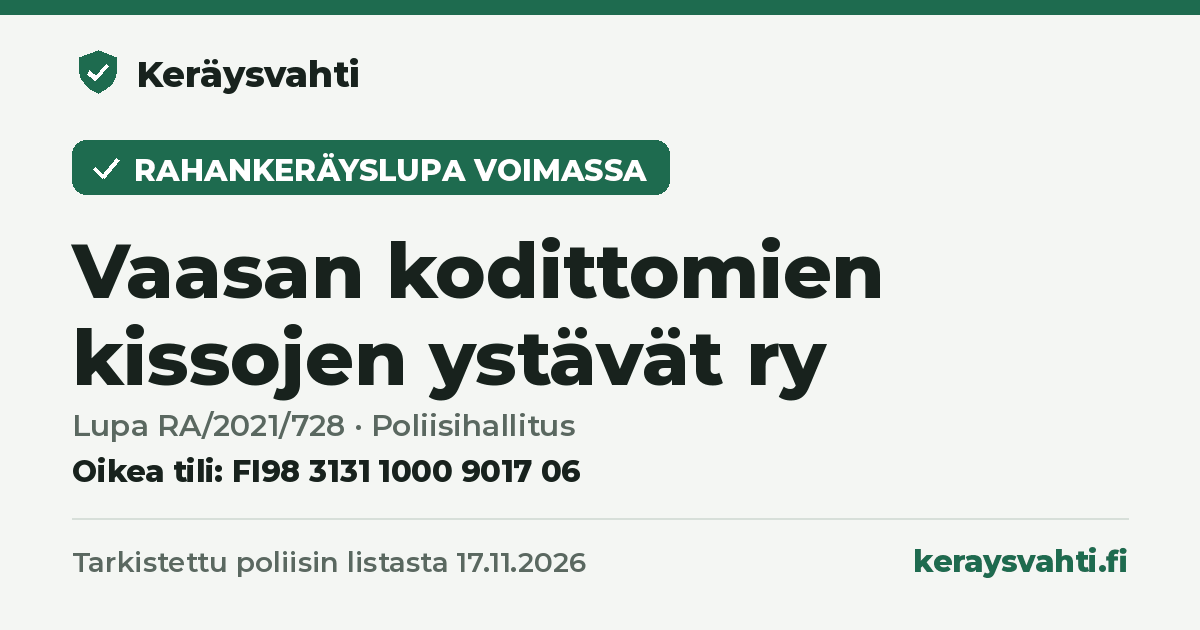 Keräysvahti
RAHANKERÄYSLUPA VOIMASSA
Vaasan kodittomien
kissojen ystävät ry
Lupa RA/2021/728 · Poliisihallitus
Oikea tili: FI98 3131 1000 9017 06
Tarkistettu poliisin listasta 17.11.2026
keraysvahti.fi